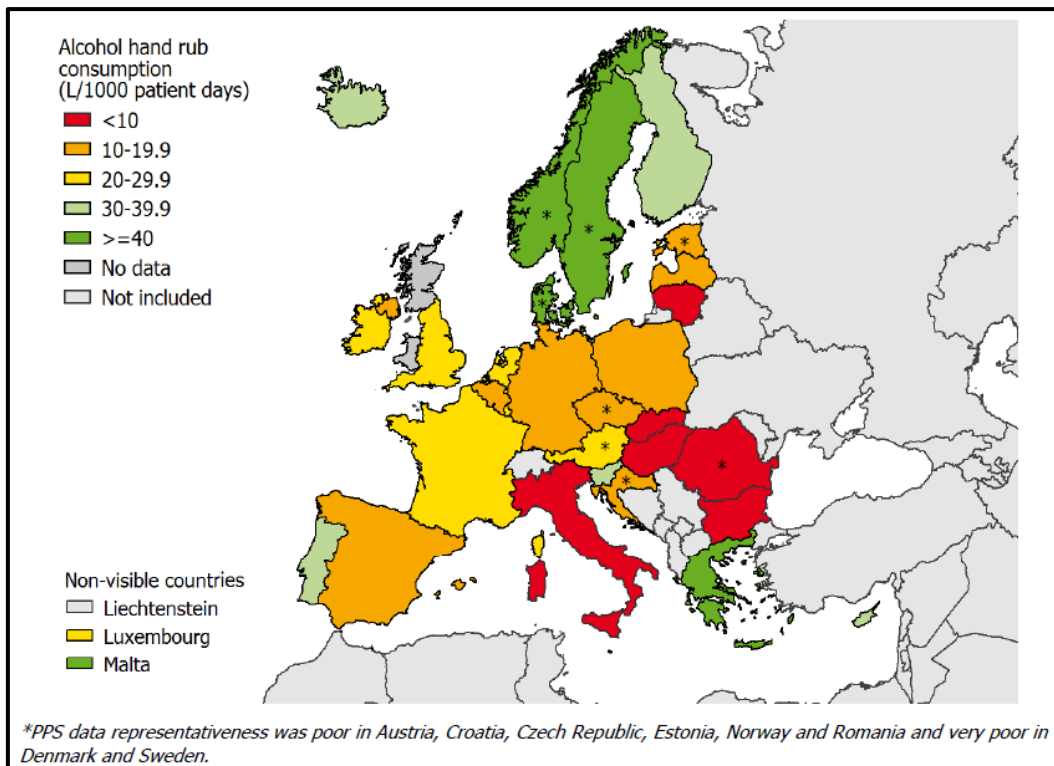 Alcohol hand rub
consumption
(L/1000 patient days)
<10
10-19.9
20-29.9
30-39.9
>=40
No data
Not included
*
*
*
*
*
*
*
*
Non-visible countries
Liechtenstein
Luxembourg
Malta
*PPS data representativeness was poor in Austria, Croatia, Czech Republic, Estonia, Norway and Romania and very poor in
Denmark and Sweden.